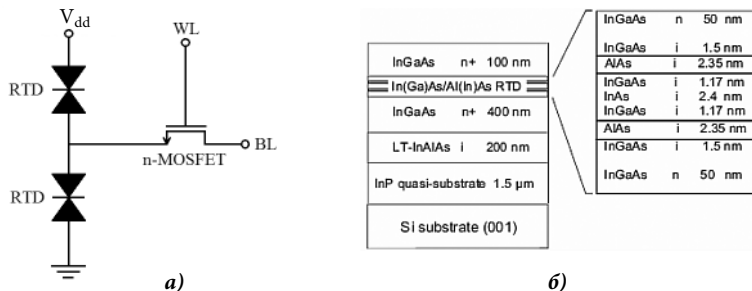 V_dd
WL
RTD
BL
n-MOSFET
RTD
а)
InGaAs n+ 100 nm
In(Ga)As/Al(In)As RTD
InGaAs n+ 400 nm
LT-InAlAs i 200 nm
InP quasi-substrate 1.5 µm
Si substrate (001)
InGaAs n 50 nm
InGaAs i 1.5 nm
AlAs i 2.35 nm
InGaAs i 1.17 nm
InAs i 2.4 nm
InGaAs i 1.17 nm
AlAs i 2.35 nm
InGaAs i 1.5 nm
InGaAs n 50 nm
б)